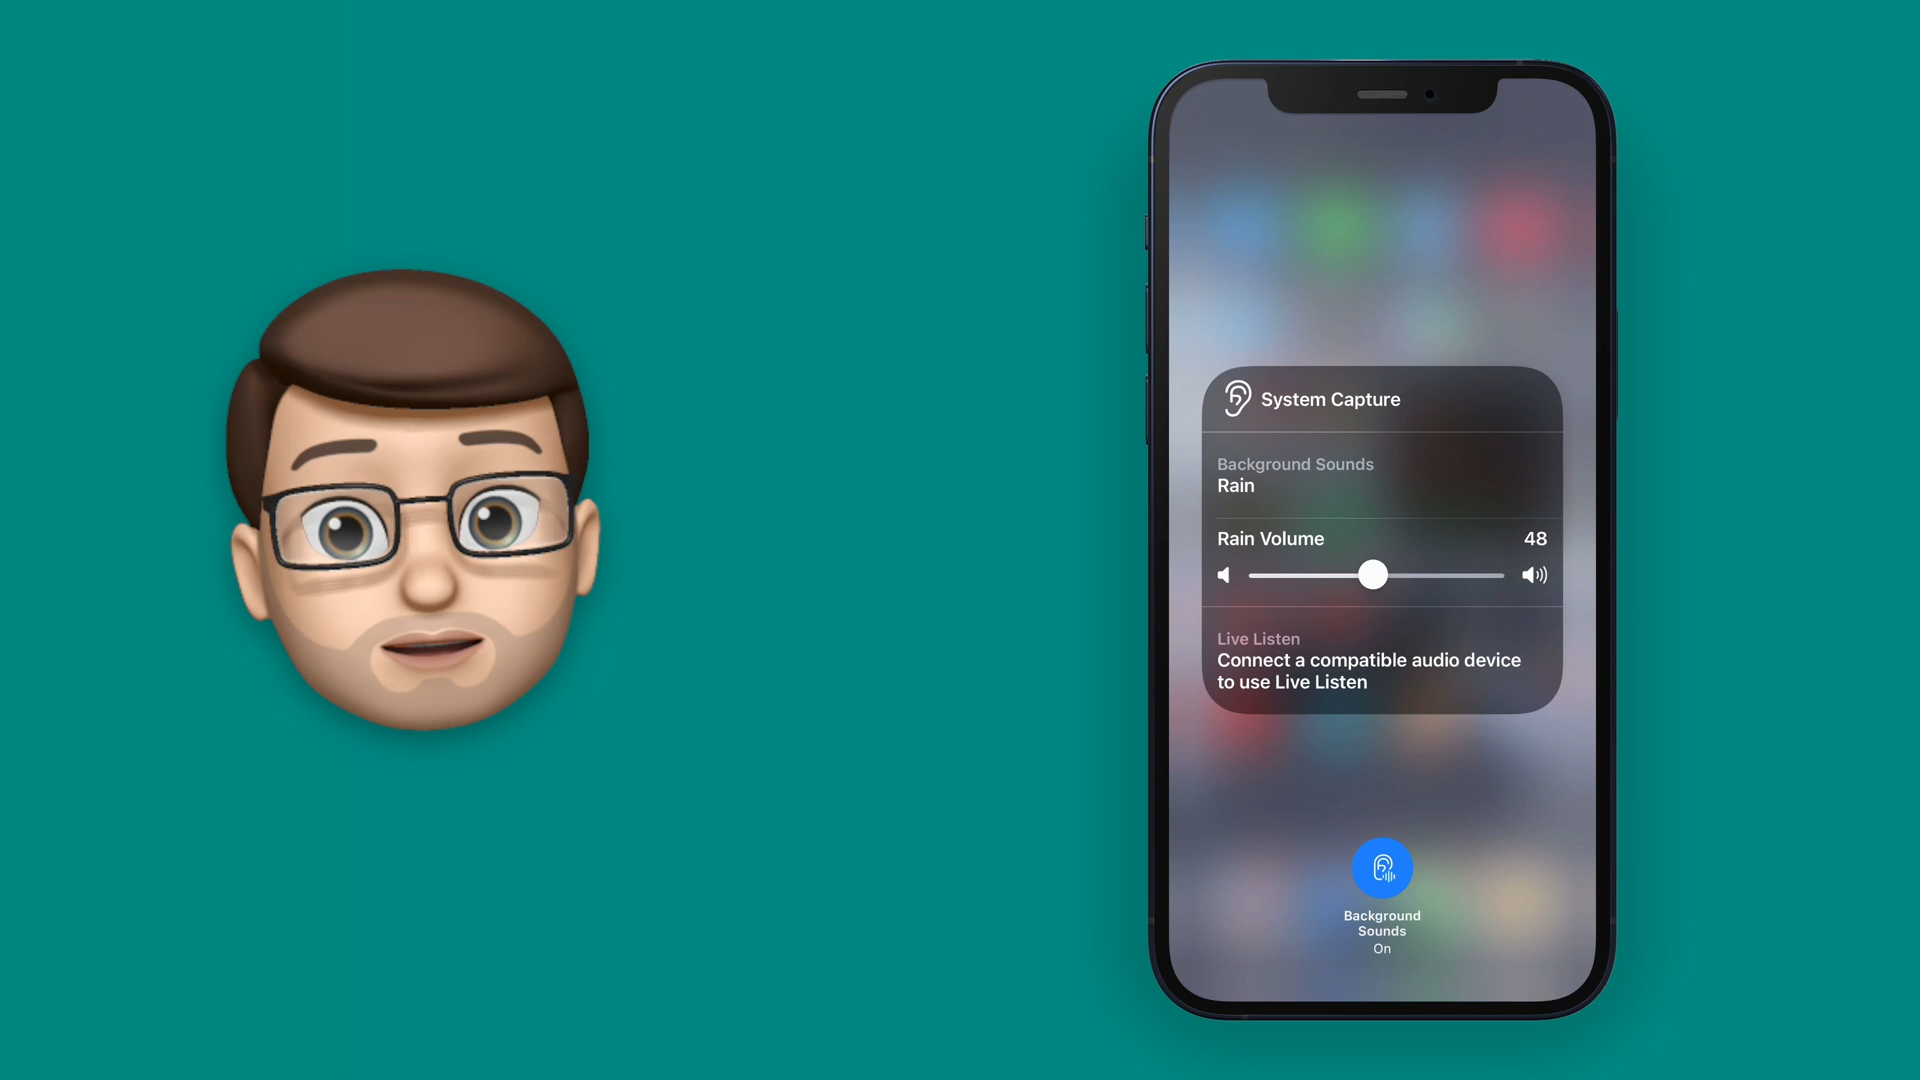 System Capture
Background Sounds
Rain
Rain Volume 48
Live Listen
Connect a compatible audio device
to use Live Listen
Background
Sounds
On